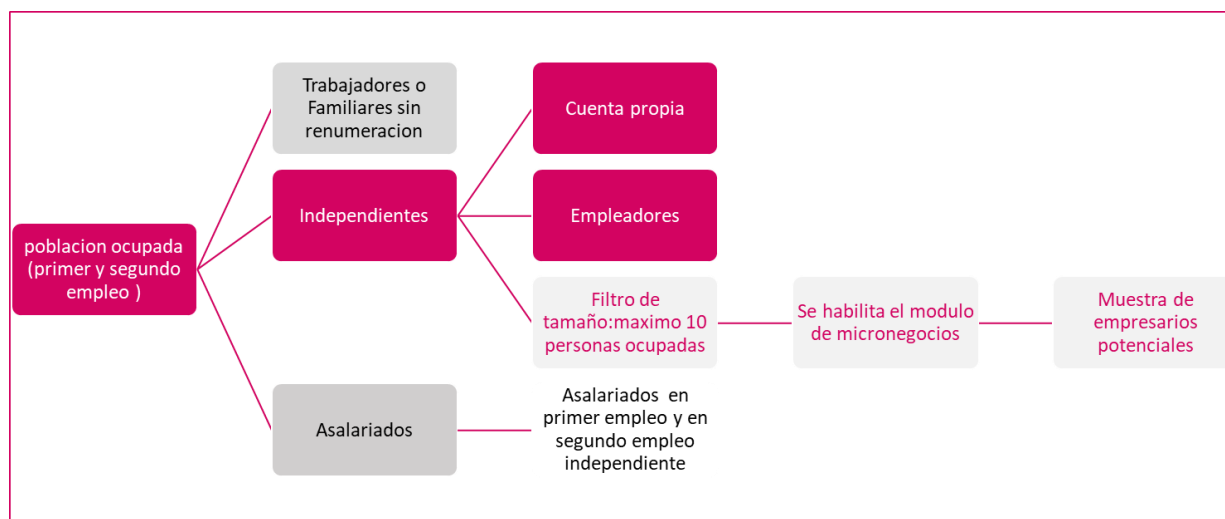 Trabajadores o
Familiares sin
renumeracion
Cuenta propia
Independientes
Empleadores
poblacion ocupada
(primer y segundo
empleo )
Filtro de
tamaño:maximo 10
personas ocupadas
Se habilita el modulo
de micronegocios
Muestra de
empresarios
potenciales
Asalariados
Asalariados en
primer empleo y en
segundo empleo
independiente